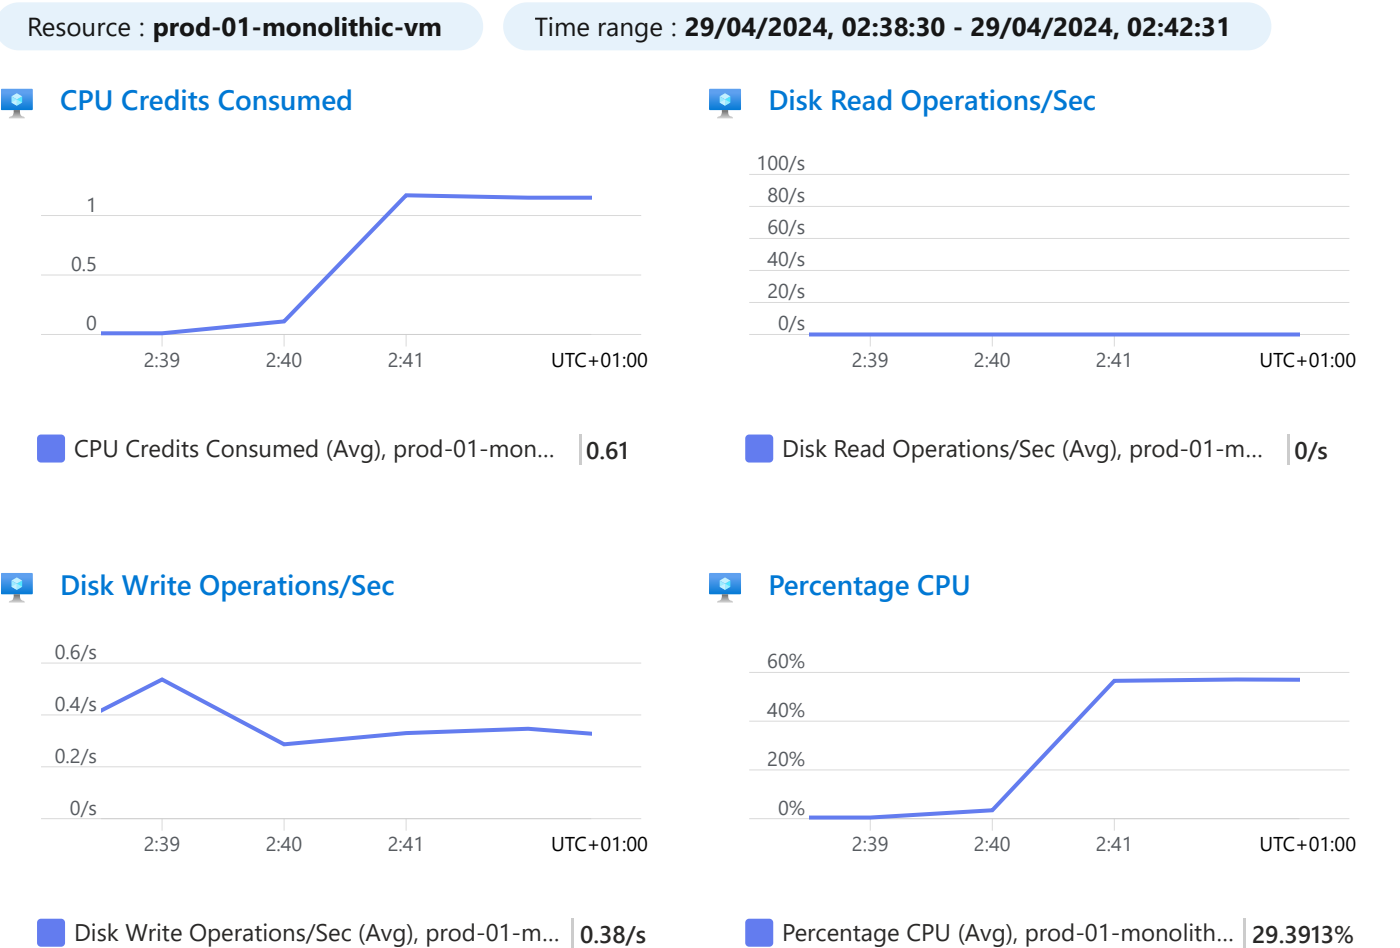 Resource : prod-01-monolithic-vm
Time range : 29/04/2024, 02:38:30 - 29/04/2024, 02:42:31
CPU Credits Consumed
1
0.5
0
2:39 2:40 2:41 UTC+01:00
CPU Credits Consumed (Avg), prod-01-mon... 0.61
Disk Read Operations/Sec
100/s
80/s
60/s
40/s
20/s
0/s
2:39 2:40 2:41 UTC+01:00
Disk Read Operations/Sec (Avg), prod-01-m... 0/s
Disk Write Operations/Sec
0.6/s
0.4/s
0.2/s
0/s
2:39 2:40 2:41 UTC+01:00
Disk Write Operations/Sec (Avg), prod-01-m... 0.38/s
Percentage CPU
60%
40%
20%
0%
2:39 2:40 2:41 UTC+01:00
Percentage CPU (Avg), prod-01-monolith... 29.3913%